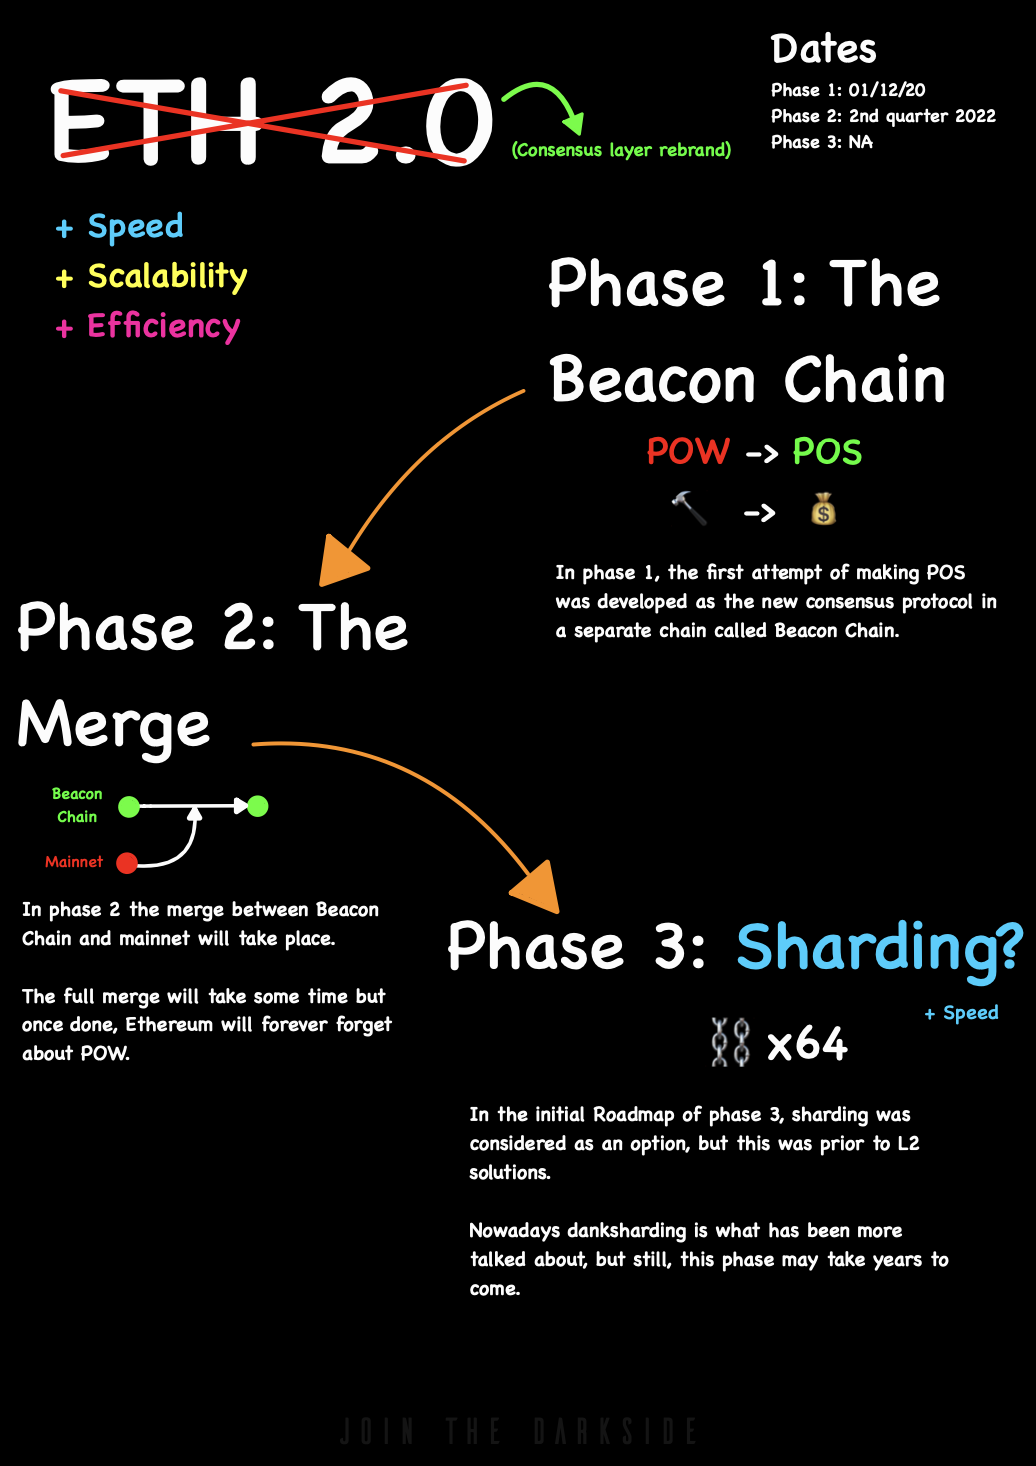 ETH 2.0
(Consensus layer rebrand)
Dates
Phase 1: 01/12/20
Phase 2: 2nd quarter 2022
Phase 3: NA
+ Speed
+ Scalability
+ Efficiency
Phase 1: The
Beacon Chain
POW -> POS
->
In phase 1, the first attempt of making POS
was developed as the new consensus protocol in
a separate chain called Beacon Chain.
Phase 2: The
Merge
Beacon
Chain
Mainnet
In phase 2 the merge between Beacon
Chain and mainnet will take place.
The full merge will take some time but
once done, Ethereum will forever forget
about POW.
Phase 3: Sharding?
+ Speed
x64
In the initial Roadmap of phase 3, sharding was
considered as an option, but this was prior to L2
solutions.
Nowadays danksharding is what has been more
talked about, but still, this phase may take years to
come.
JOIN THE DARKSIDE